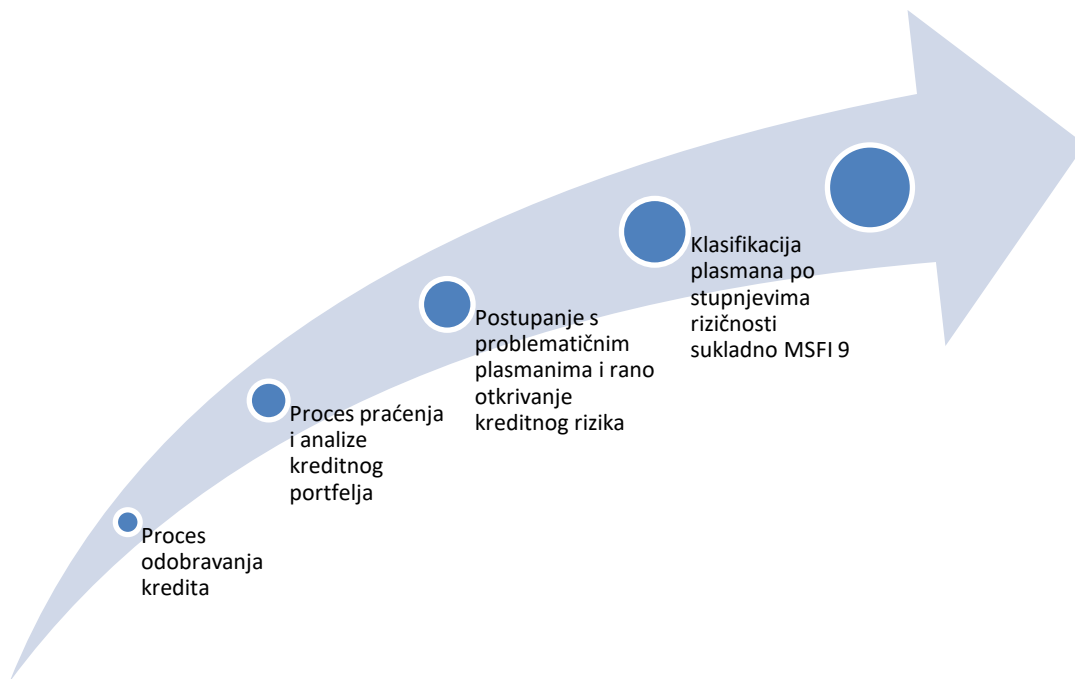 Proces
odobravanja
kredita
Proces praćenja
i analize
kreditnog
portfelja
Postupanje s
problematičnim
plasmanima i rano
otkrivanje
kreditnog rizika
Klasifikacija
plasmana po
stupnjevima
rizičnosti
sukladno MSFI 9